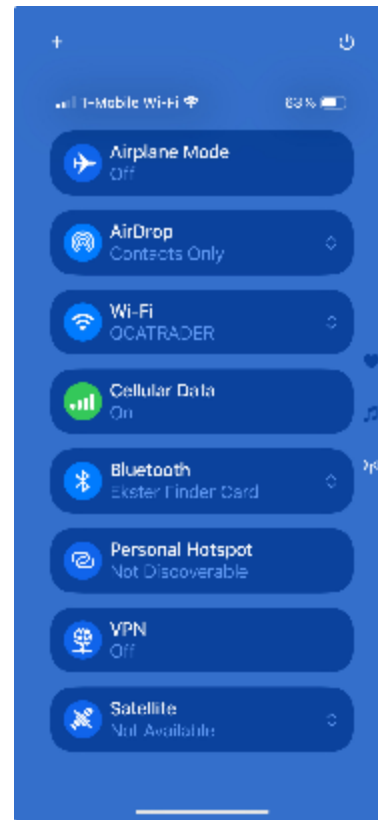 +
T-Mobile Wi-Fi 83%
Airplane Mode
Off
AirDrop
Contacts Only
Wi-Fi
OCATRADER
Cellular Data
On
Bluetooth
Ekster Finder Card
Personal Hotspot
Not Discoverable
VPN
Off
Satellite
Not Available